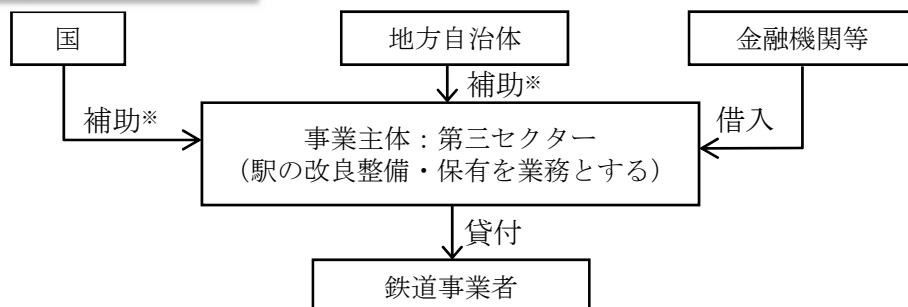 国
地方自治体
金融機関等
補助※
補助※
借入
事業主体：第三セクター
（駅の改良整備・保有を業務とする）
貸付
鉄道事業者